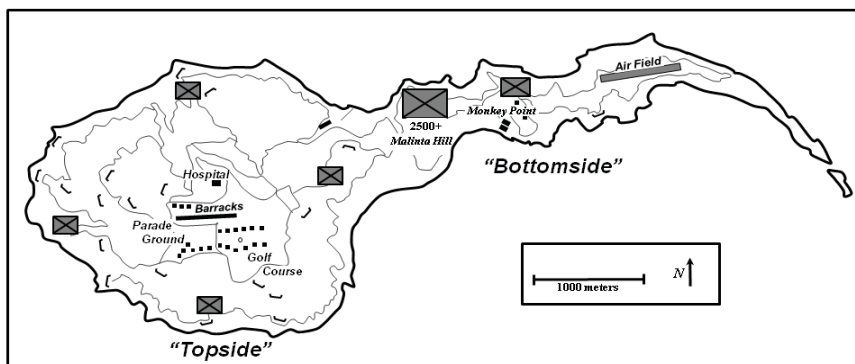 Air Field
Monkey Point
2500+
Malinta Hill
"Bottomside"
Hospital
Barracks
Parade
Ground
Golf
Course
1000 meters
N
"Topside"